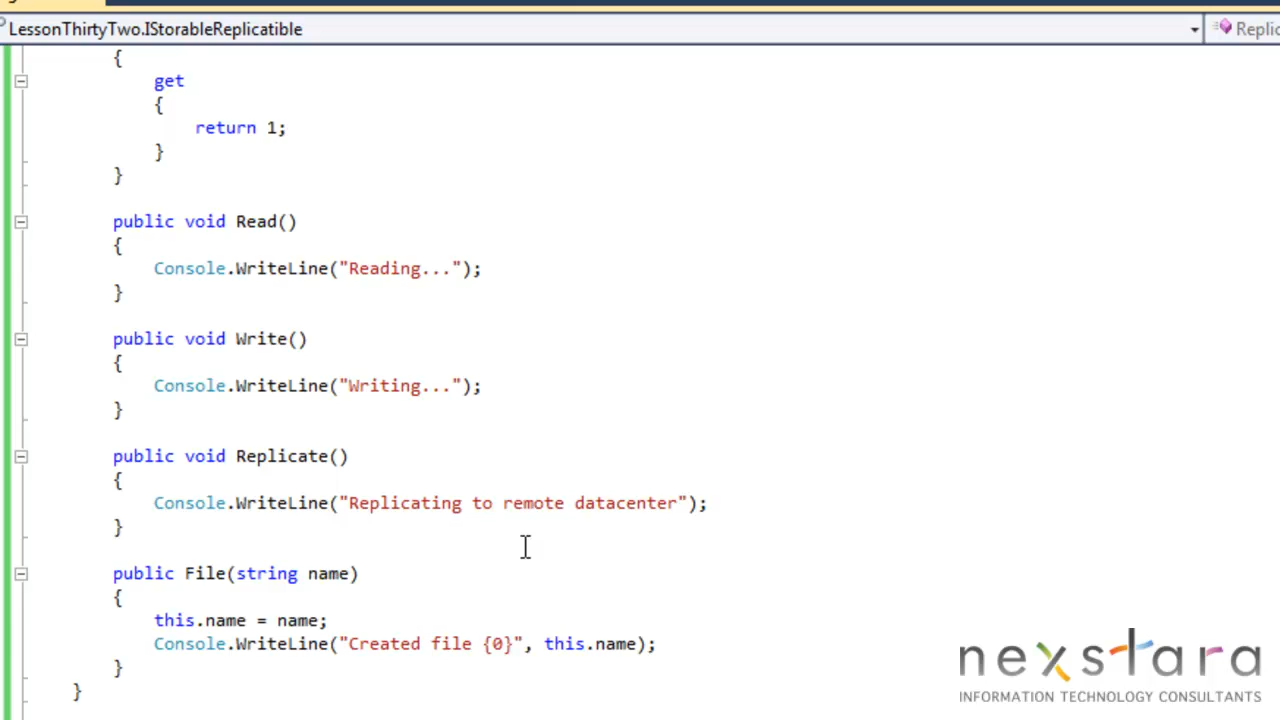 LessonThirtyTwo.IStorableReplicatible
{
get
{
return 1;
}
}
public void Read()
{
Console.WriteLine("Reading...");
}
public void Write()
{
Console.WriteLine("Writing...");
}
public void Replicate()
{
Console.WriteLine("Replicating to remote datacenter");
}
public File(string name)
{
this.name = name;
Console.WriteLine("Created file {0}", this.name);
}
}
nexstara
INFORMATION TECHNOLOGY CONSULTANTS